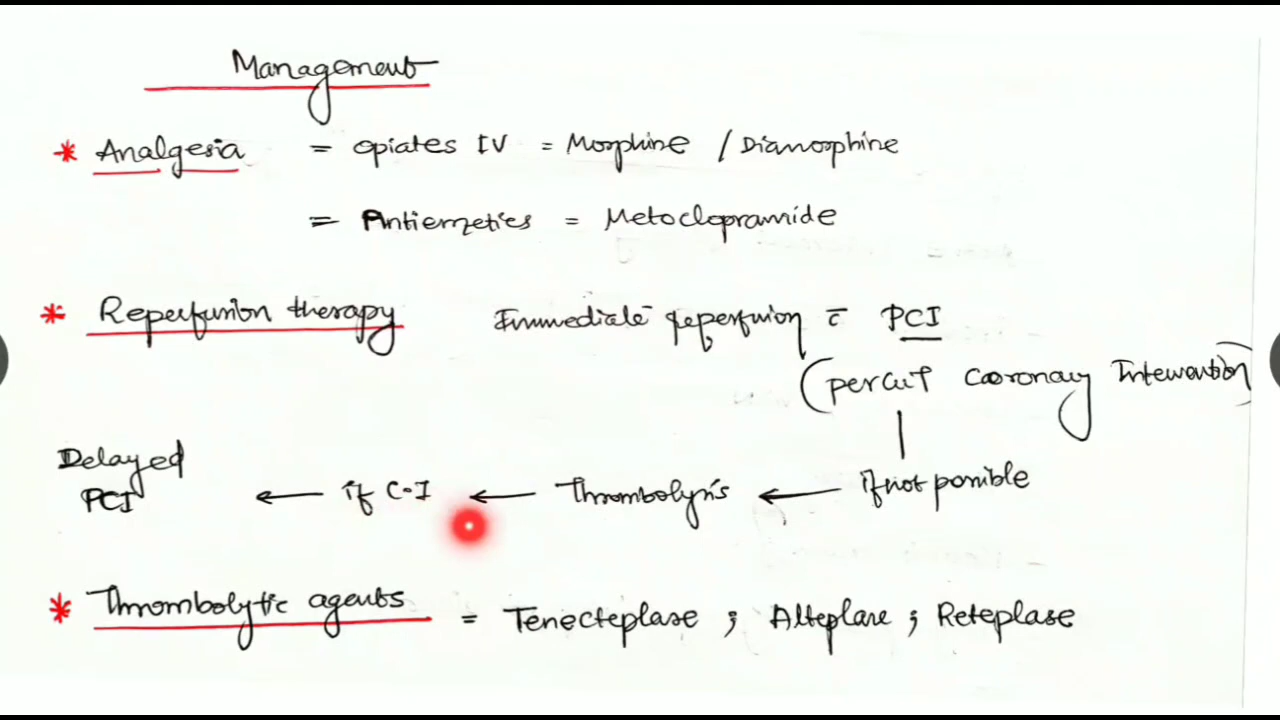 Management
* Analgesia = opiates IV = Morphine / Diamorphine
= Antiemetics = Metoclopramide
* Reperfusion therapy Immediate reperfusion c̄ PCI
(percut coronary Intervention)
Delayed
PCI ← if C-I ← Thrombolysis ← if not possible
* Thrombolytic agents = Tenecteplase ; Alteplase ; Reteplase